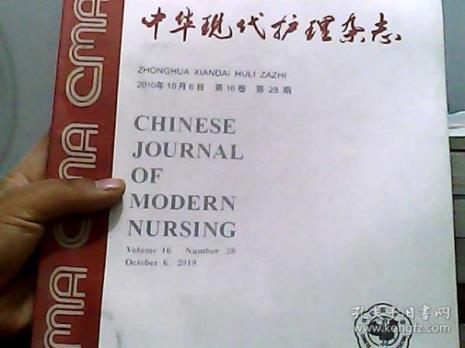 中华现代护理杂志
ZHONGHUA XIANDAI HULI ZAZHI
2010年10月6日 第16卷 第28期
CHINESE
JOURNAL
OF
MODERN
NURSING
Volume 16 Number 28
October 6 2010
CMA CMA CMA
孔夫子旧书网
www.kongfz.com